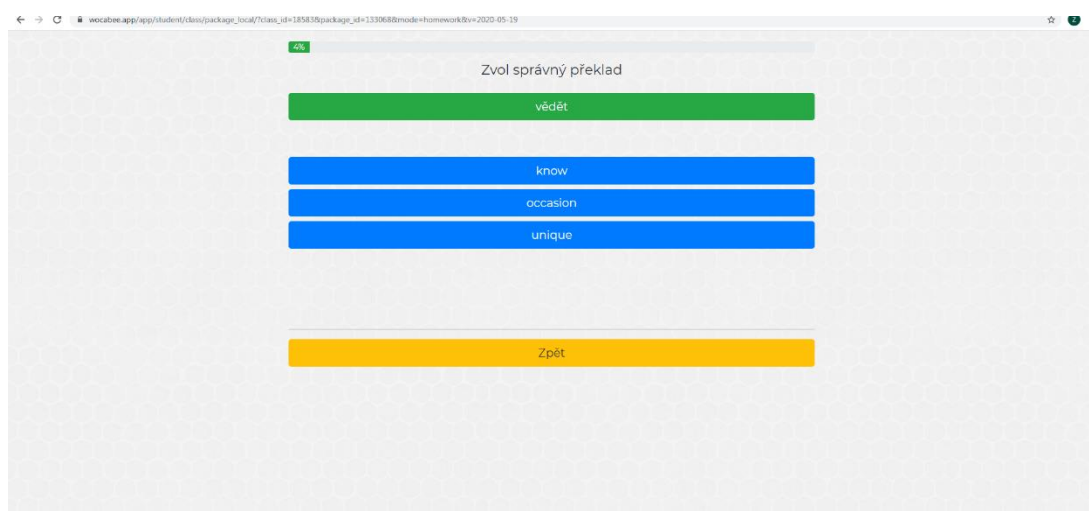 wocabee.app/app/student/class/package_local/?class_id=18583&package_id=133068&mode=homework&v=2020-05-19
Z
4%
Zvol správný překlad
vědět
know
occasion
unique
Zpět